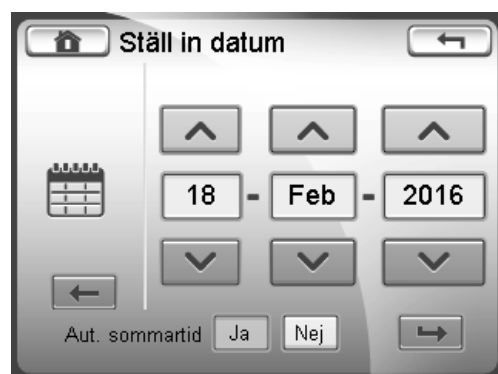 Ställ in datum
18 - Feb - 2016
Aut. sommartid Ja Nej